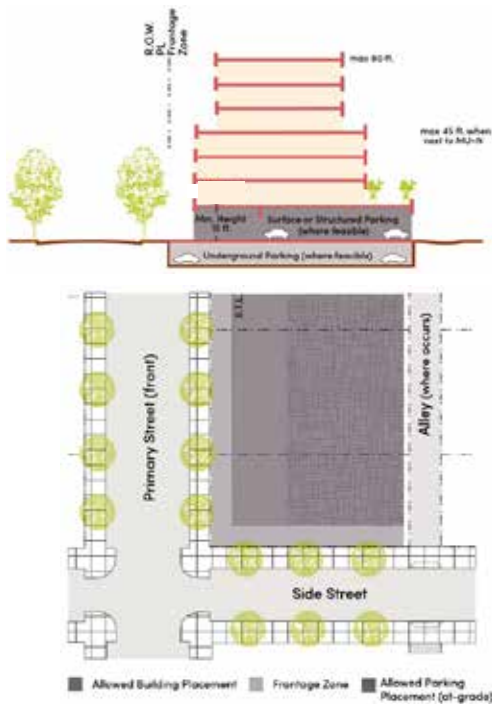 R.O.W.
PL
Frontage
Zone
max 80 ft.
max 45 ft. when
next to MU-N
Min. Height
15 ft
Surface or Structured Parking
(where feasible)
Underground Parking (where feasible)
Primary Street (front)
Alley (where occurs)
Side Street
Allowed Building Placement
Frontage Zone
Allowed Parking
Placement (at-grade)